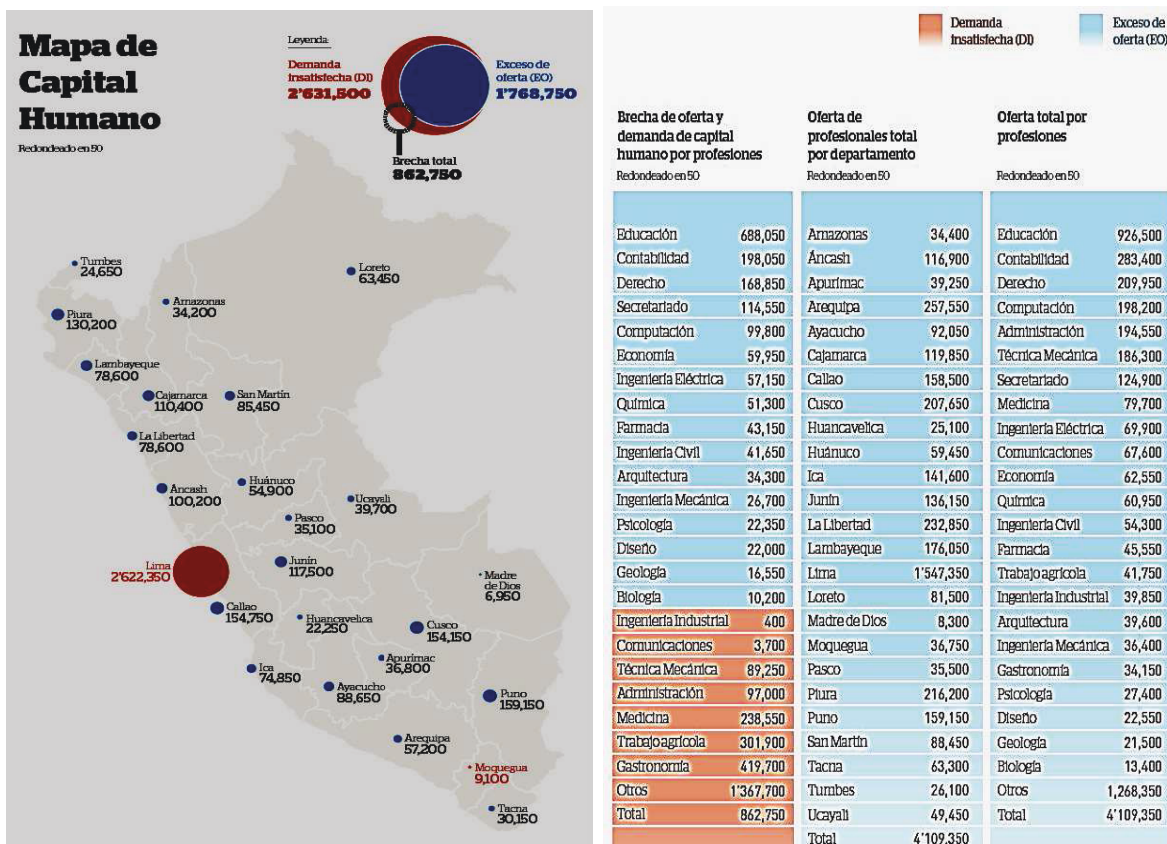 Mapa de
Capital
Humano
Redondeado en 50
Leyenda:
Demanda
insatisfecha (DI)
2'631,500
Exceso de
oferta (EO)
1'768,750
Brecha total
862,750
Tumbes
24,650
Loreto
63,450
Amazonas
34,200
Piura
130,200
Lambayeque
78,600
Cajamarca
110,400
San Martín
85,450
La Libertad
78,600
Huánuco
54,900
Ancash
100,200
Ucayali
39,700
Pasco
35,100
Lima
2'622,350
Junín
117,500
Madre
de Dios
6,950
Callao
154,750
Huancavelica
22,250
Cusco
154,150
Apurímac
36,800
Ica
74,850
Ayacucho
88,650
Puno
159,150
Arequipa
57,200
Moquegua
9,100
Tacna
30,150
Demanda
insatisfecha (DI)
Exceso de
oferta (EO)
Brecha de oferta y
demanda de capital
humano por profesiones
Redondeado en 50
Educación 688,050
Contabilidad 198,050
Derecho 168,850
Secretariado 114,550
Computación 99,800
Economía 59,950
Ingeniería Eléctrica 57,150
Química 51,300
Farmacia 43,150
Ingeniería Civil 41,650
Arquitectura 34,300
Ingeniería Mecánica 26,700
Psicología 22,350
Diseño 22,000
Geología 16,550
Biología 10,200
Ingeniería Industrial 400
Comunicaciones 3,700
Técnica Mecánica 89,250
Administración 97,000
Medicina 238,550
Trabajo agrícola 301,900
Gastronomía 419,700
Otros 1'367,700
Total 862,750
Oferta de
profesionales total
por departamento
Redondeado en 50
Amazonas 34,400
Áncash 116,900
Apurímac 39,250
Arequipa 257,550
Ayacucho 92,050
Cajamarca 119,850
Callao 158,500
Cusco 207,650
Huancavelica 25,100
Huánuco 59,450
Ica 141,600
Junín 136,150
La Libertad 232,850
Lambayeque 176,050
Lima 1'547,350
Loreto 81,500
Madre de Dios 8,300
Moquegua 36,750
Pasco 35,500
Piura 216,200
Puno 159,150
San Martín 88,450
Tacna 63,300
Tumbes 26,100
Ucayali 49,450
Total 4'109,350
Oferta total por
profesiones
Redondeado en 50
Educación 926,500
Contabilidad 283,400
Derecho 209,950
Computación 198,200
Administración 194,550
Técnica Mecánica 186,300
Secretariado 124,900
Medicina 79,700
Ingeniería Eléctrica 69,900
Comunicaciones 67,600
Economía 62,550
Química 60,950
Ingeniería Civil 54,300
Farmacia 45,550
Trabajo agrícola 41,750
Ingeniería Industrial 39,850
Arquitectura 39,600
Ingeniería Mecánica 36,400
Gastronomía 34,150
Psicología 27,400
Diseño 22,550
Geología 21,500
Biología 13,400
Otros 1,268,350
Total 4'109,350